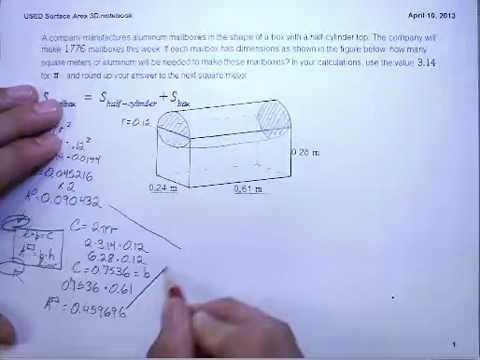 USED Surface Area 3D.notebook
April 19, 2013
A company manufactures aluminum mailboxes in the shape of a box with a half-cylinder top. The company will
make 1776 mailboxes this week. If each mailbox has dimensions as shown in the figure below, how many
square meters of aluminum will be needed to make these mailboxes? In your calculations, use the value 3.14
for π and round up your answer to the next square meter.
= S half-cylinder + S box
r=0.12
0.28 m
0.24 m
0.61 m
.12²
0.0144
0.045216
x 2
A = 0.090432
C = 2πr
2·3.14·0.12
6.28·0.12
C = 0.7536 = b
0.7536 · 0.61
A = 0.459696
b·h
1